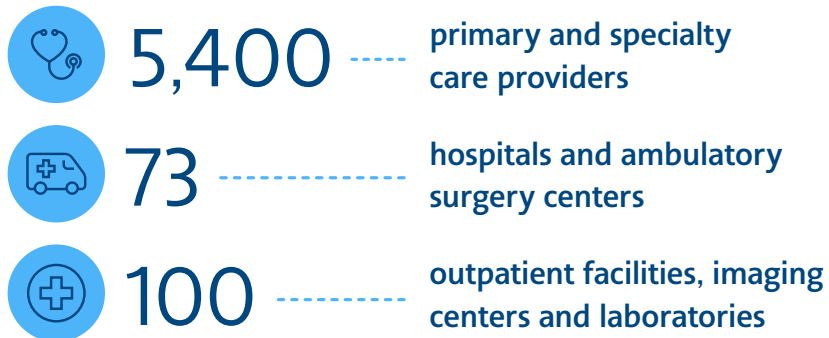 5,400
primary and specialty
care providers
73
hospitals and ambulatory
surgery centers
100
outpatient facilities, imaging
centers and laboratories